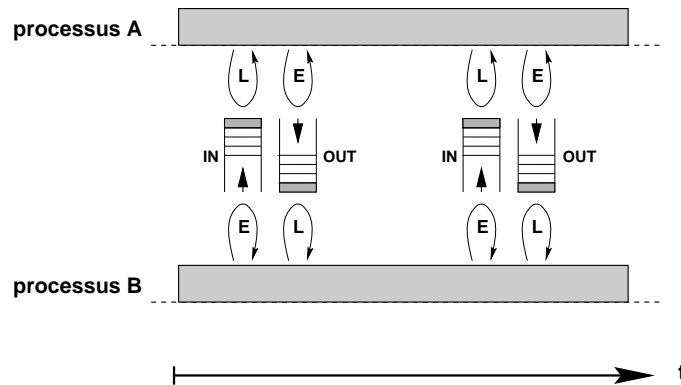 processus A
L E L E
IN OUT IN OUT
E L E L
processus B
t